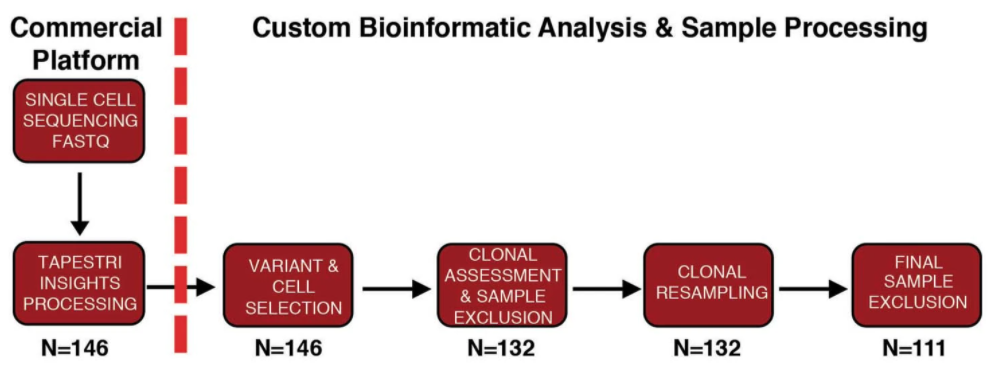 Commercial
Platform
Custom Bioinformatic Analysis & Sample Processing
SINGLE CELL
SEQUENCING
FASTQ
TAPESTRI
INSIGHTS
PROCESSING
N=146
VARIANT &
CELL
SELECTION
N=146
CLONAL
ASSESSMENT
& SAMPLE
EXCLUSION
N=132
CLONAL
RESAMPLING
N=132
FINAL
SAMPLE
EXCLUSION
N=111